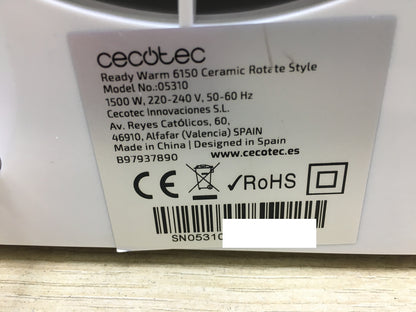 cecotec
Ready Warm 6150 Ceramic Rotate Style
Model No.:05310
1500 W, 220-240 V, 50-60 Hz
Cecotec Innovaciones S.L.
Av. Reyes Católicos, 60,
46910, Alfafar (Valencia) SPAIN
Made in China | Designed in Spain
B97937890 www.cecotec.es
CE ✓RoHS
SN05310